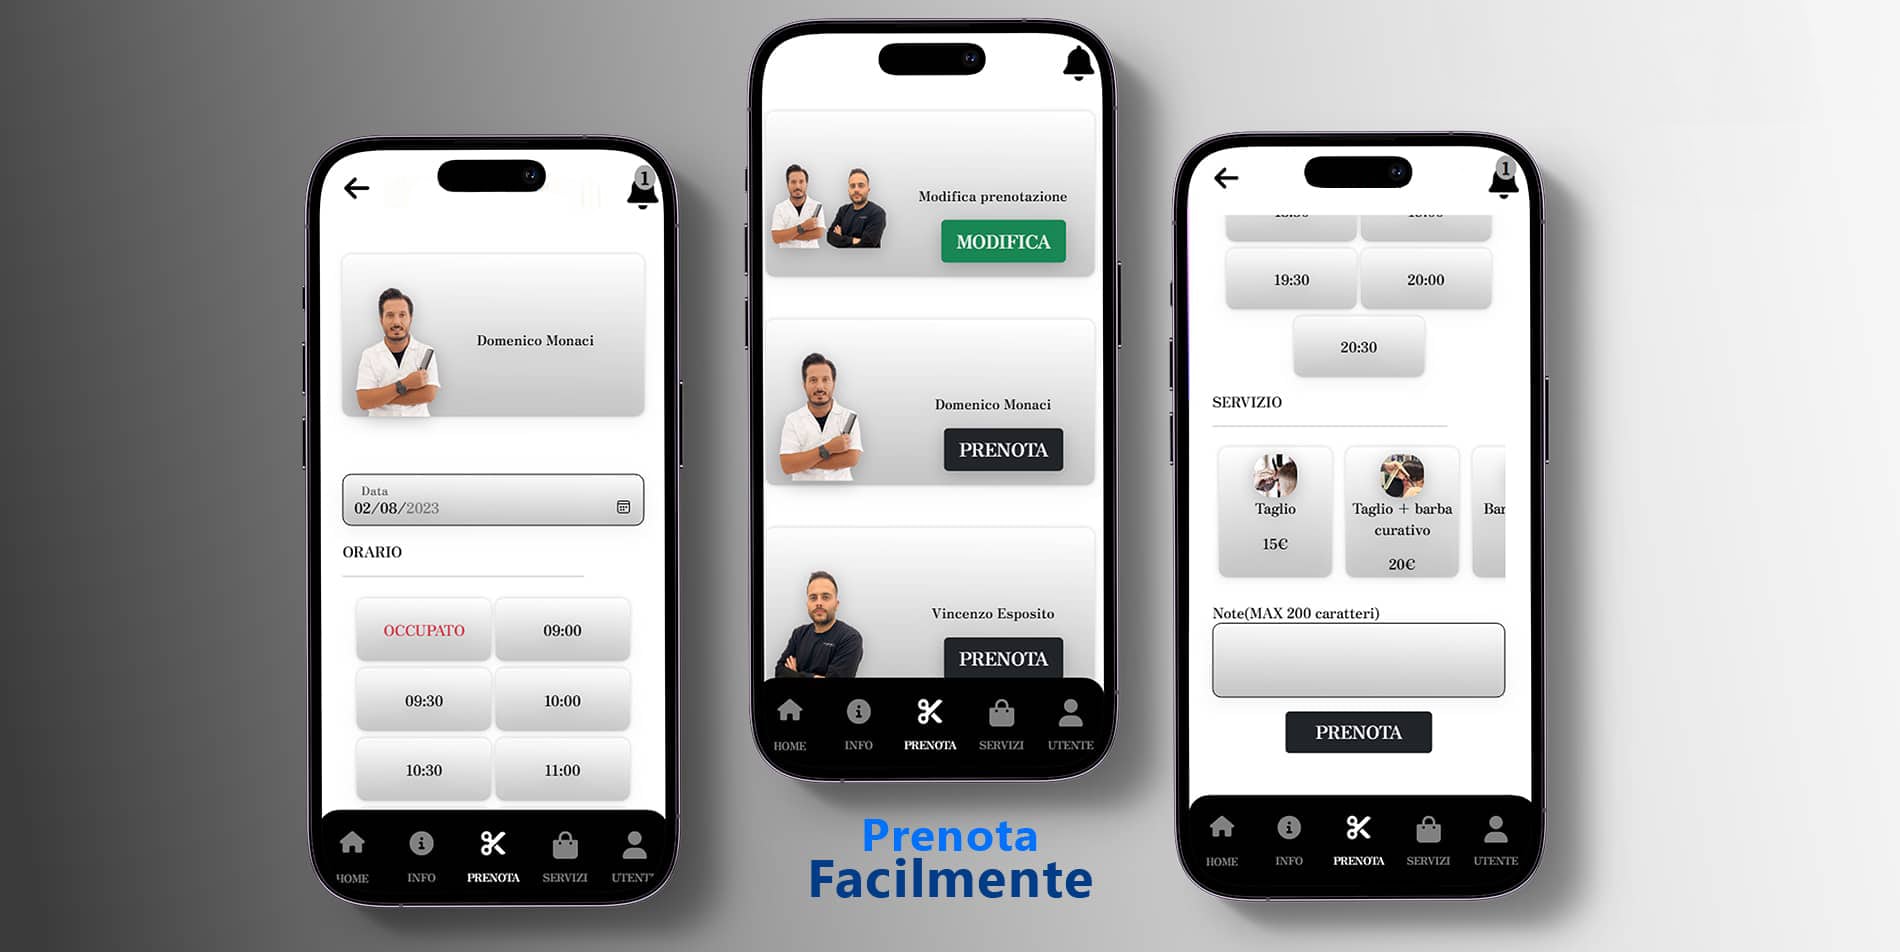 1
Domenico Monaci
Data
02/08/2023
ORARIO
OCCUPATO
09:00
09:30
10:00
10:30
11:00
HOME
INFO
PRENOTA
SERVIZI
UTENT
Modifica prenotazione
MODIFICA
Domenico Monaci
PRENOTA
Vincenzo Esposito
PRENOTA
HOME
INFO
PRENOTA
SERVIZI
UTENTE
Prenota
Facilmente
1
19:30
20:00
20:30
SERVIZIO
Taglio
15€
Taglio + barba
curativo
20€
Bar
Note(MAX 200 caratteri)
PRENOTA
HOME
INFO
PRENOTA
SERVIZI
UTENTE